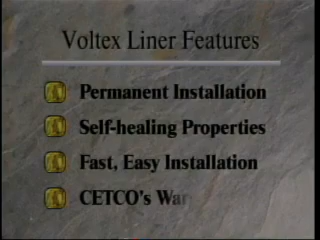 Voltex Liner Features
Permanent Installation
Self-healing Properties
Fast, Easy Installation
CETCO's